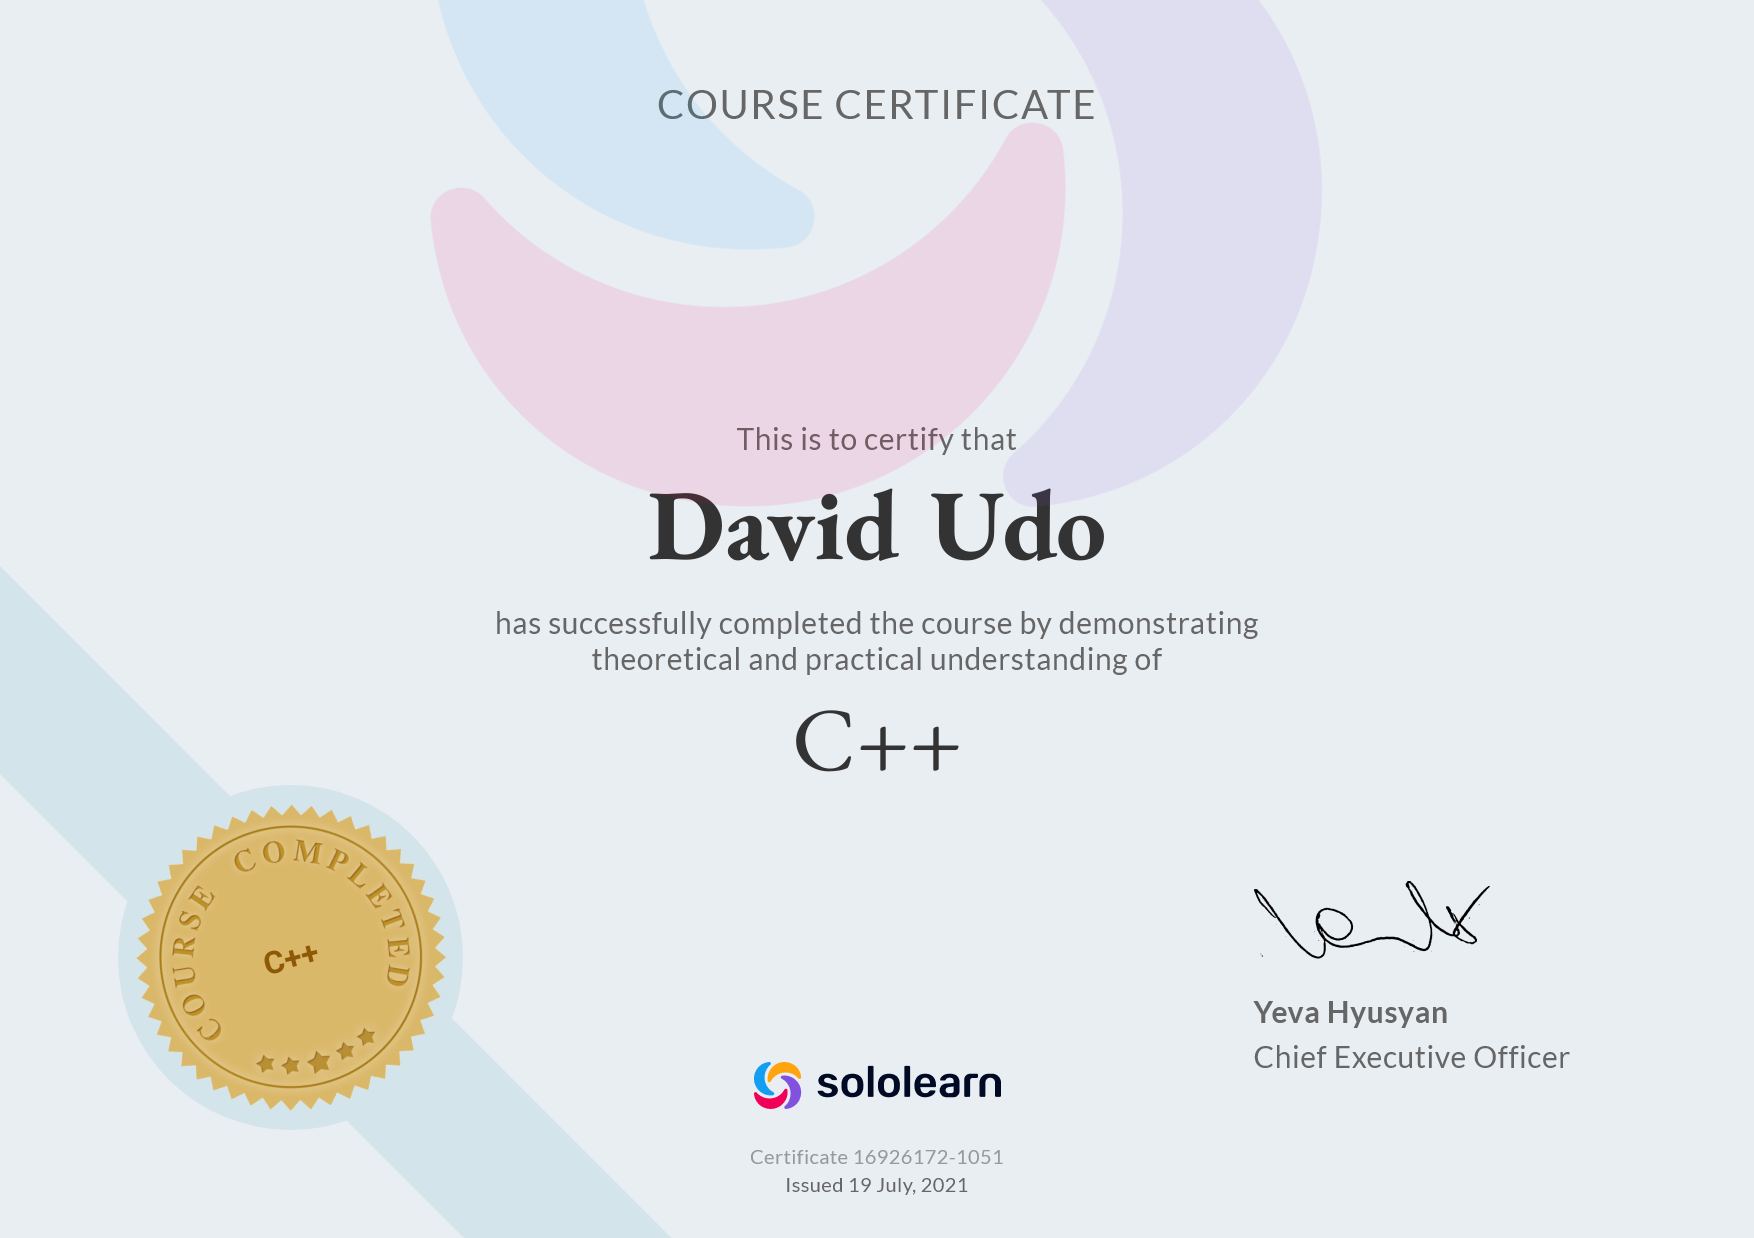 COURSE CERTIFICATE
This is to certify that
David Udo
has successfully completed the course by demonstrating
theoretical and practical understanding of
C++
COURSE COMPLETED
C++
Yeva Hyusyan
Chief Executive Officer
sololearn
Certificate 16926172-1051
Issued 19 July, 2021